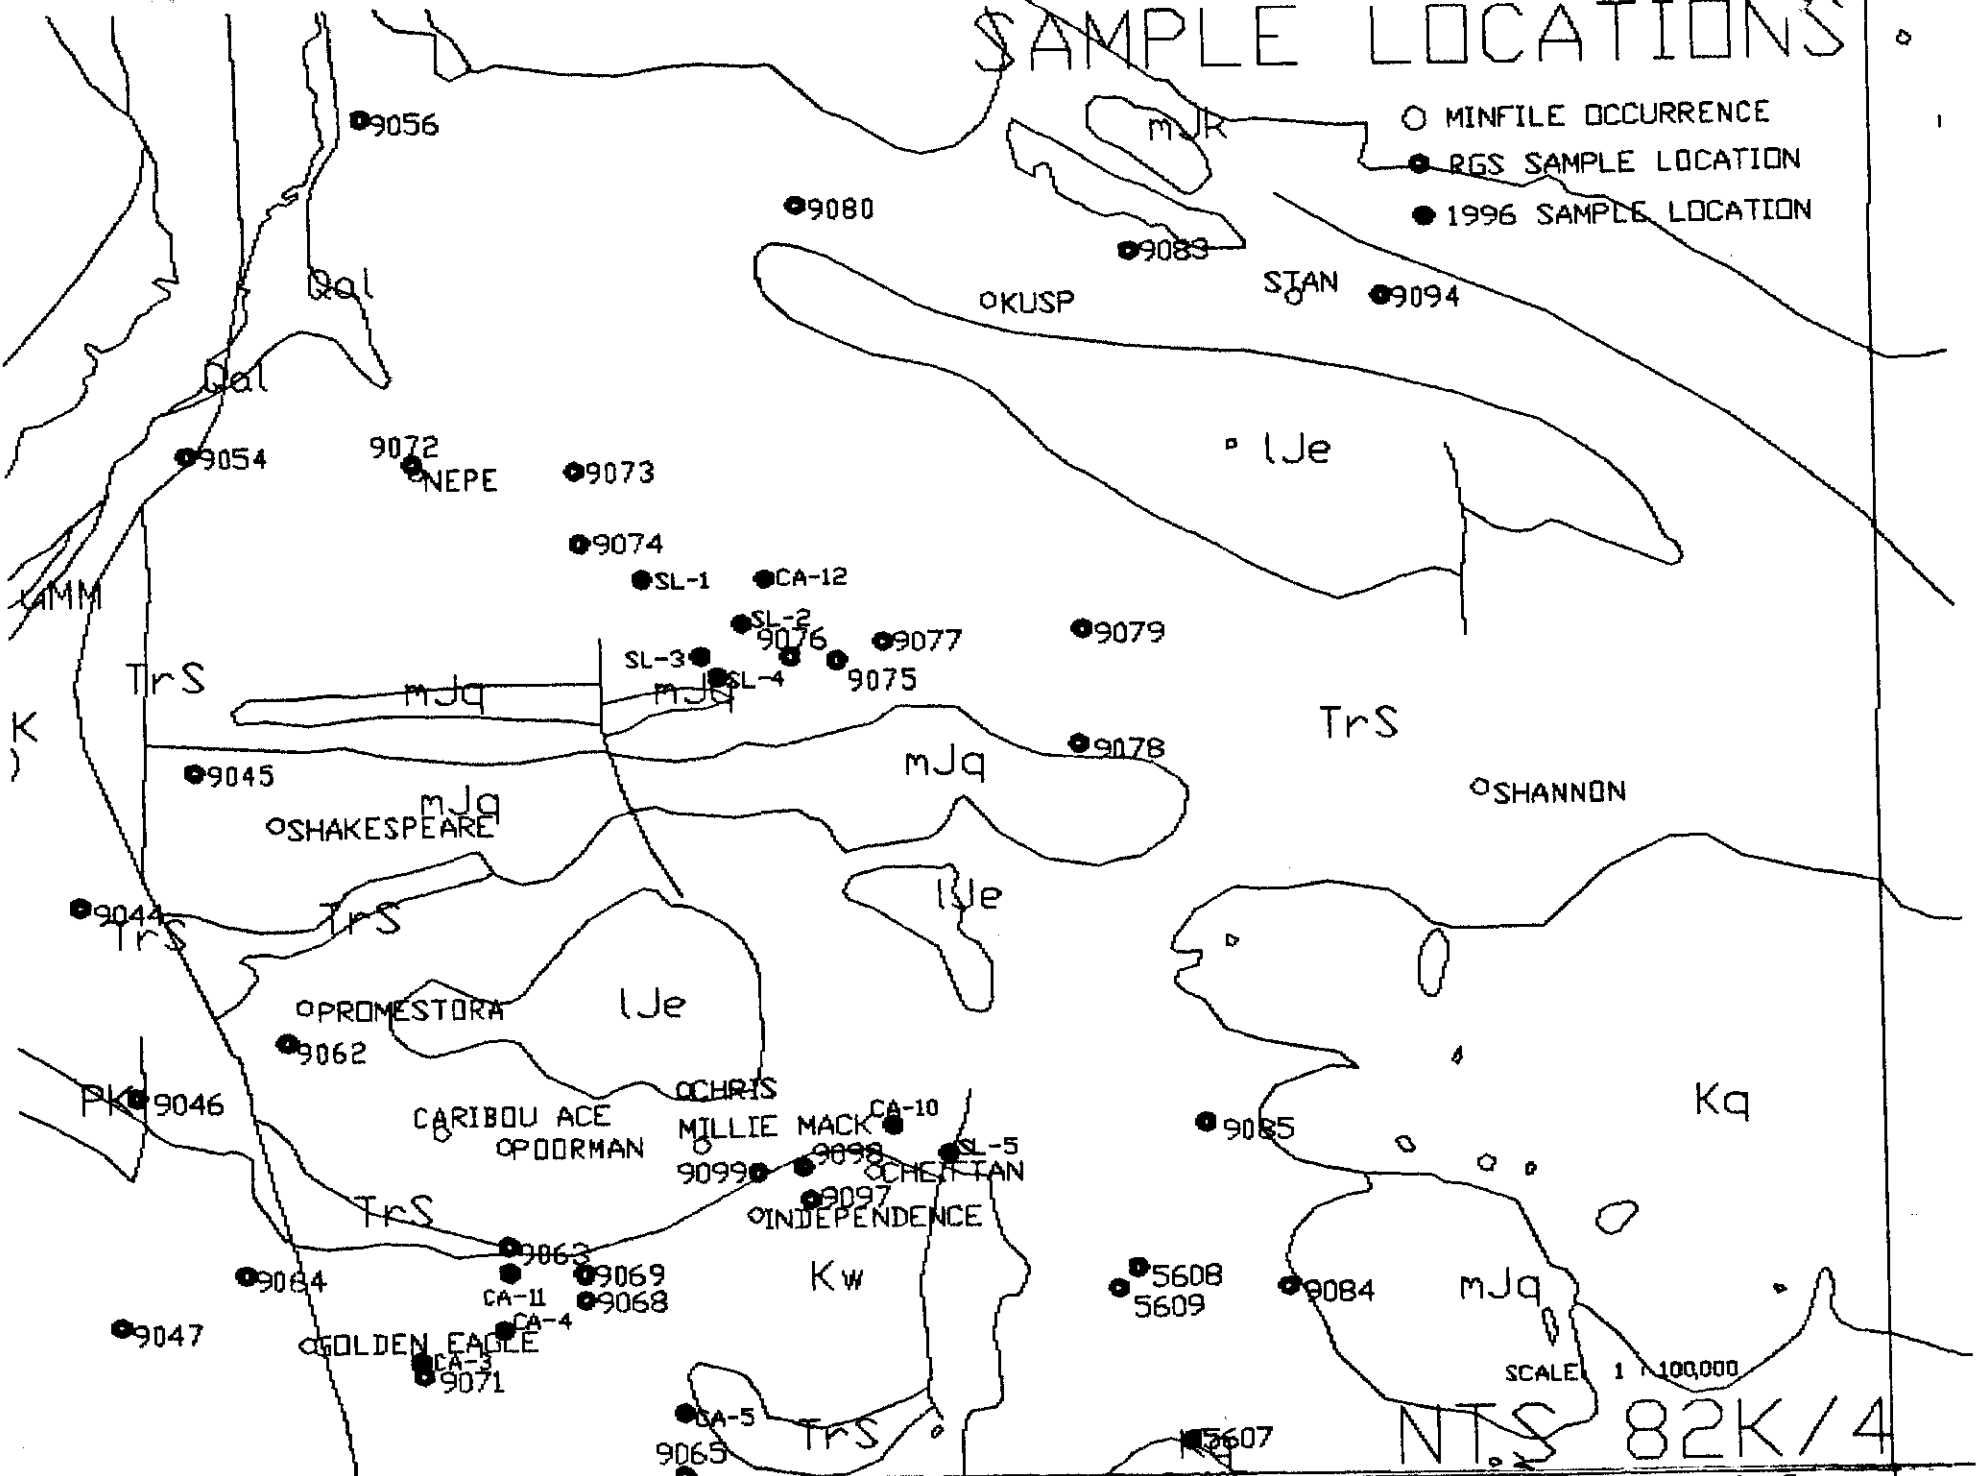 SAMPLE LOCATIONS
MINFILE OCCURRENCE
RGS SAMPLE LOCATION
1996 SAMPLE LOCATION
9056
mJk
9080
9083
KUSP
STAN
9094
Qal
Qal
9054
9072
NEPE
9073
lJe
9074
SL-1
CA-12
SL-2
9076
9077
9079
SL-3
SL-4
9075
TrS
mJq
mJq
TrS
K
9078
mJq
9045
mJq
SHAKESPEARE
SHANNON
9044
TrS
TrS
lJe
PROMESTORA
lJe
9062
PK
9046
CHRIS
CARIBOU ACE
MILLIE MACK
CA-10
Kq
POORMAN
9098
SL-5
9085
9099
CHEIFTAN
9097
TrS
INDEPENDENCE
9063
9064
9069
Kw
5608
9084
mJq
CA-11
9068
5609
9047
CA-4
GOLDEN EAGLE
CA-3
9071
SCALE 1 : 100,000
CA-5
TrS
9065
5607
N.T.S 82K/4